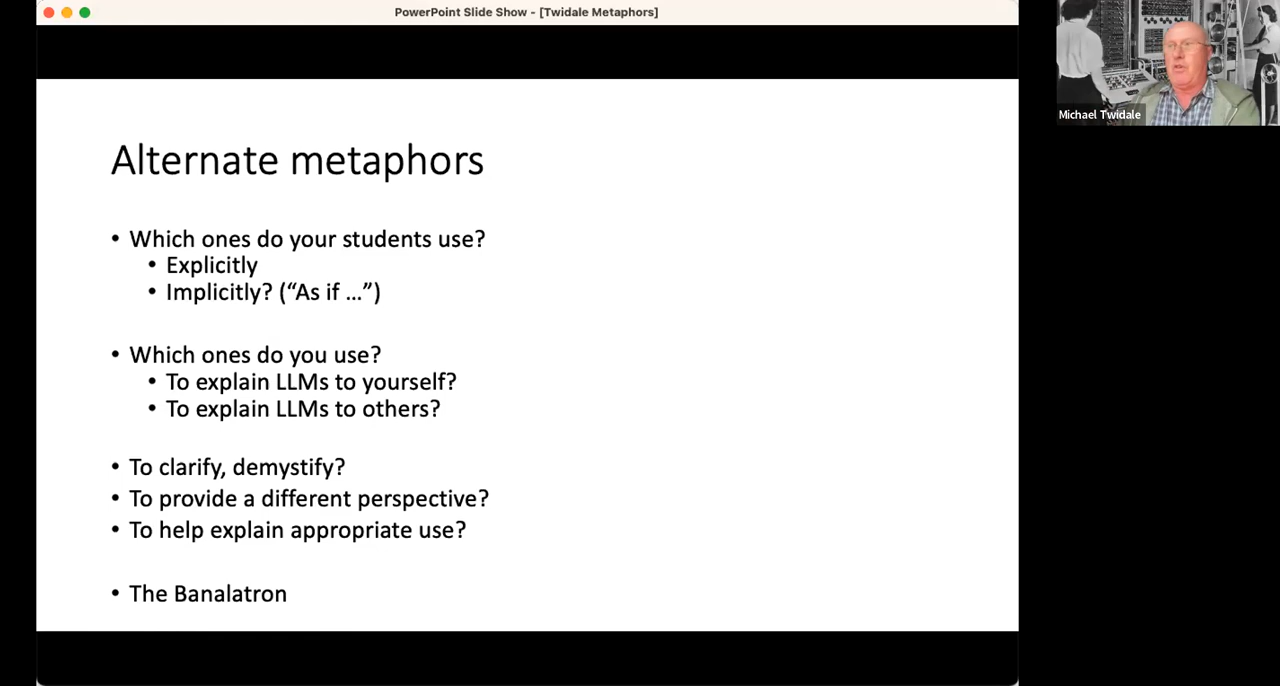 PowerPoint Slide Show - [Twidale Metaphors]
Alternate metaphors
• Which ones do your students use?
• Explicitly
• Implicitly? (“As if …”)
• Which ones do you use?
• To explain LLMs to yourself?
• To explain LLMs to others?
• To clarify, demystify?
• To provide a different perspective?
• To help explain appropriate use?
• The Banalatron
Michael Twidale